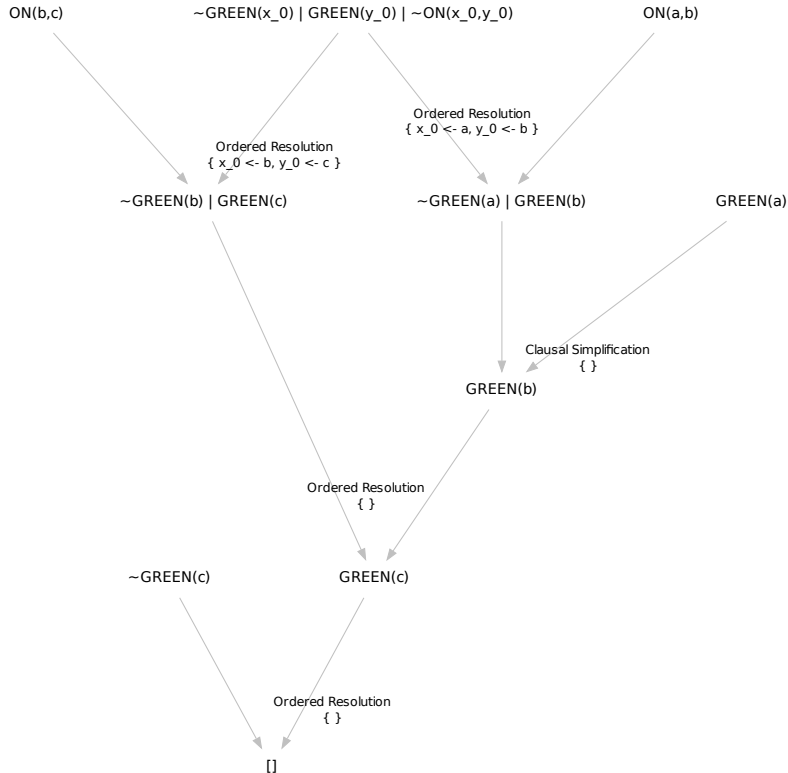 ON(b,c)
~GREEN(x_0) | GREEN(y_0) | ~ON(x_0,y_0)
ON(a,b)
Ordered Resolution
{ x_0 <- a, y_0 <- b }
Ordered Resolution
{ x_0 <- b, y_0 <- c }
~GREEN(b) | GREEN(c)
~GREEN(a) | GREEN(b)
GREEN(a)
Clausal Simplification
{ }
GREEN(b)
Ordered Resolution
{ }
~GREEN(c)
GREEN(c)
Ordered Resolution
{ }
[]